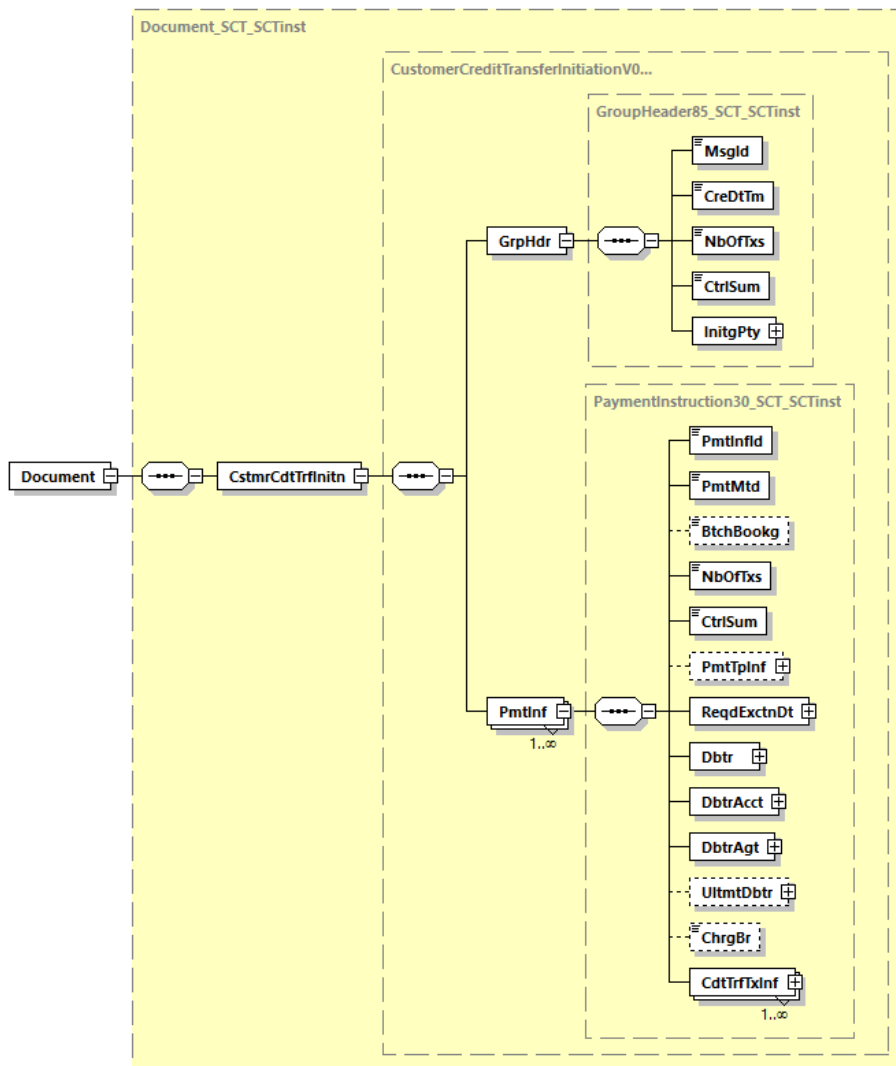 Document_SCT_SCTinst
CustomerCreditTransferInitiationV0...
GroupHeader85_SCT_SCTinst
MsgId
CreDtTm
GrpHdr
NbOfTxs
CtrlSum
InitgPty
PaymentInstruction30_SCT_SCTinst
PmtInfId
Document
CstmrCdtTrfInitn
PmtMtd
BtchBookg
NbOfTxs
CtrlSum
PmtTpInf
PmtInf
1..∞
ReqdExctnDt
Dbtr
DbtrAcct
DbtrAgt
UltmtDbtr
ChrgBr
CdtTrfTxInf
1..∞